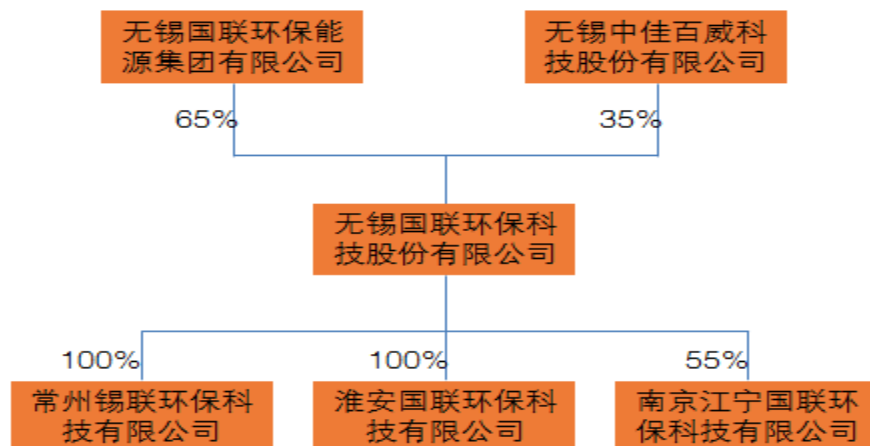 无锡国联环保能
源集团有限公司
无锡中佳百威科
技股份有限公司
65%
35%
无锡国联环保科
技股份有限公司
100%
100%
55%
常州锡联环保科
技有限公司
淮安国联环保科
技有限公司
南京江宁国联环
保科技有限公司